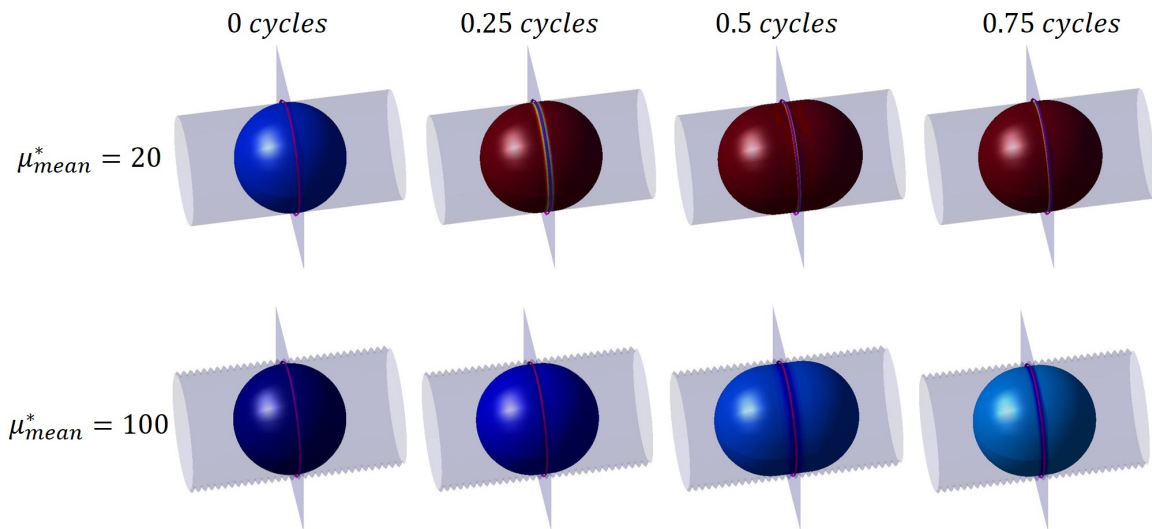 0 cycles 0.25 cycles 0.5 cycles 0.75 cycles
μ*mean = 20
μ*mean = 100